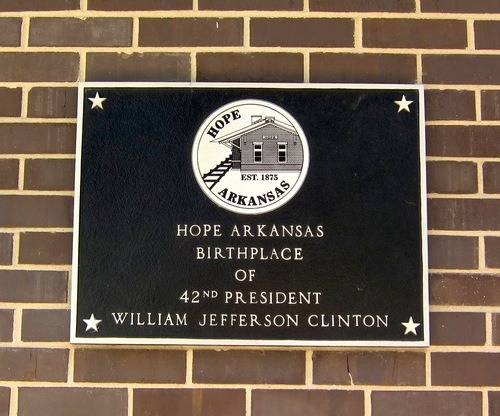 HOPE
EST. 1875
ARKANSAS
HOPE ARKANSAS
BIRTHPLACE
OF
42ND PRESIDENT
WILLIAM JEFFERSON CLINTON